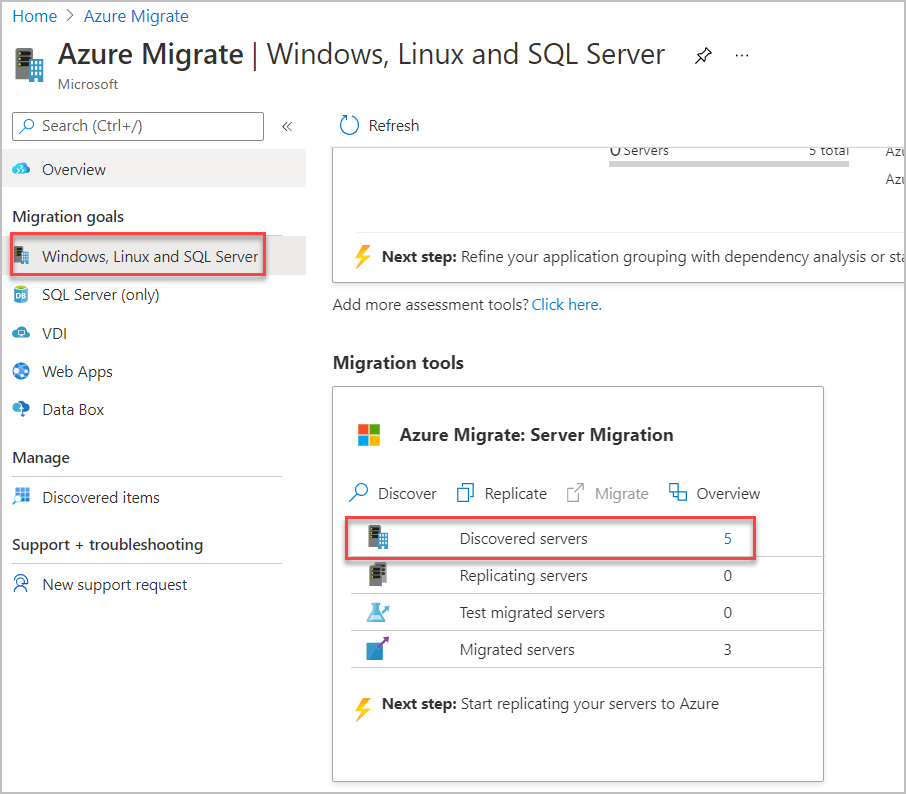 Home > Azure Migrate
Azure Migrate | Windows, Linux and SQL Server ...
Microsoft
Search (Ctrl+/)
«
Refresh
Overview
Migration goals
Windows, Linux and SQL Server
SQL Server (only)
VDI
Web Apps
Data Box
Manage
Discovered items
Support + troubleshooting
New support request
Servers 5 total
Next step: Refine your application grouping with dependency analysis or
Add more assessment tools? Click here.
Migration tools
Azure Migrate: Server Migration
Discover Replicate Migrate Overview
Discovered servers 5
Replicating servers 0
Test migrated servers 0
Migrated servers 3
Next step: Start replicating your servers to Azure